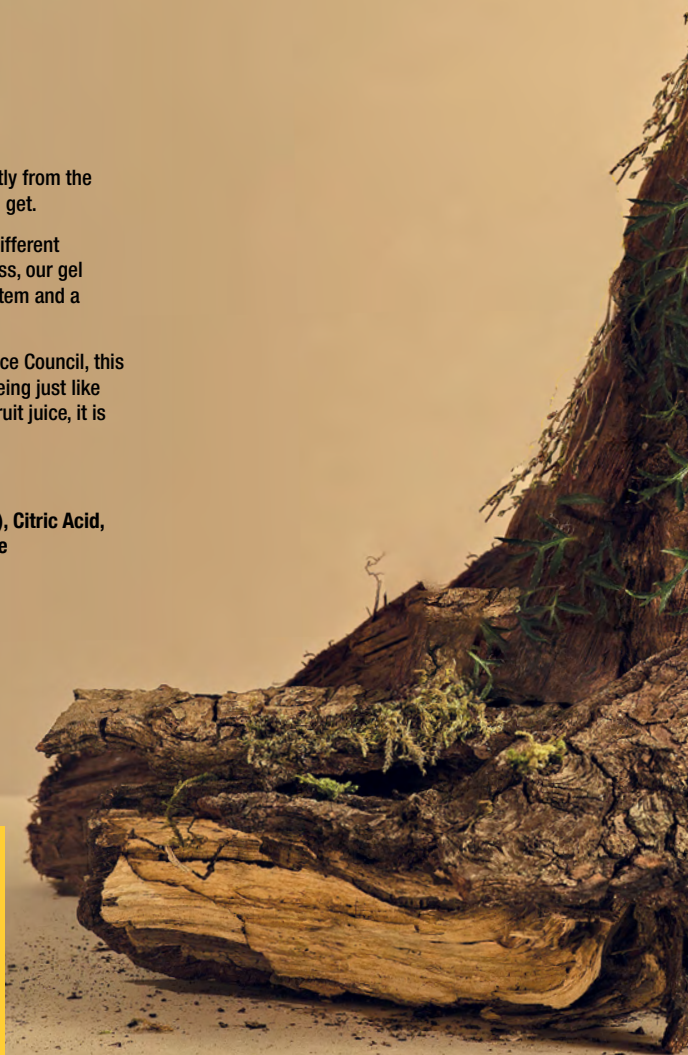 tly from the
get.
ifferent
ss, our gel
tem and a
ce Council, this
eing just like
ruit juice, it is
), Citric Acid,
e